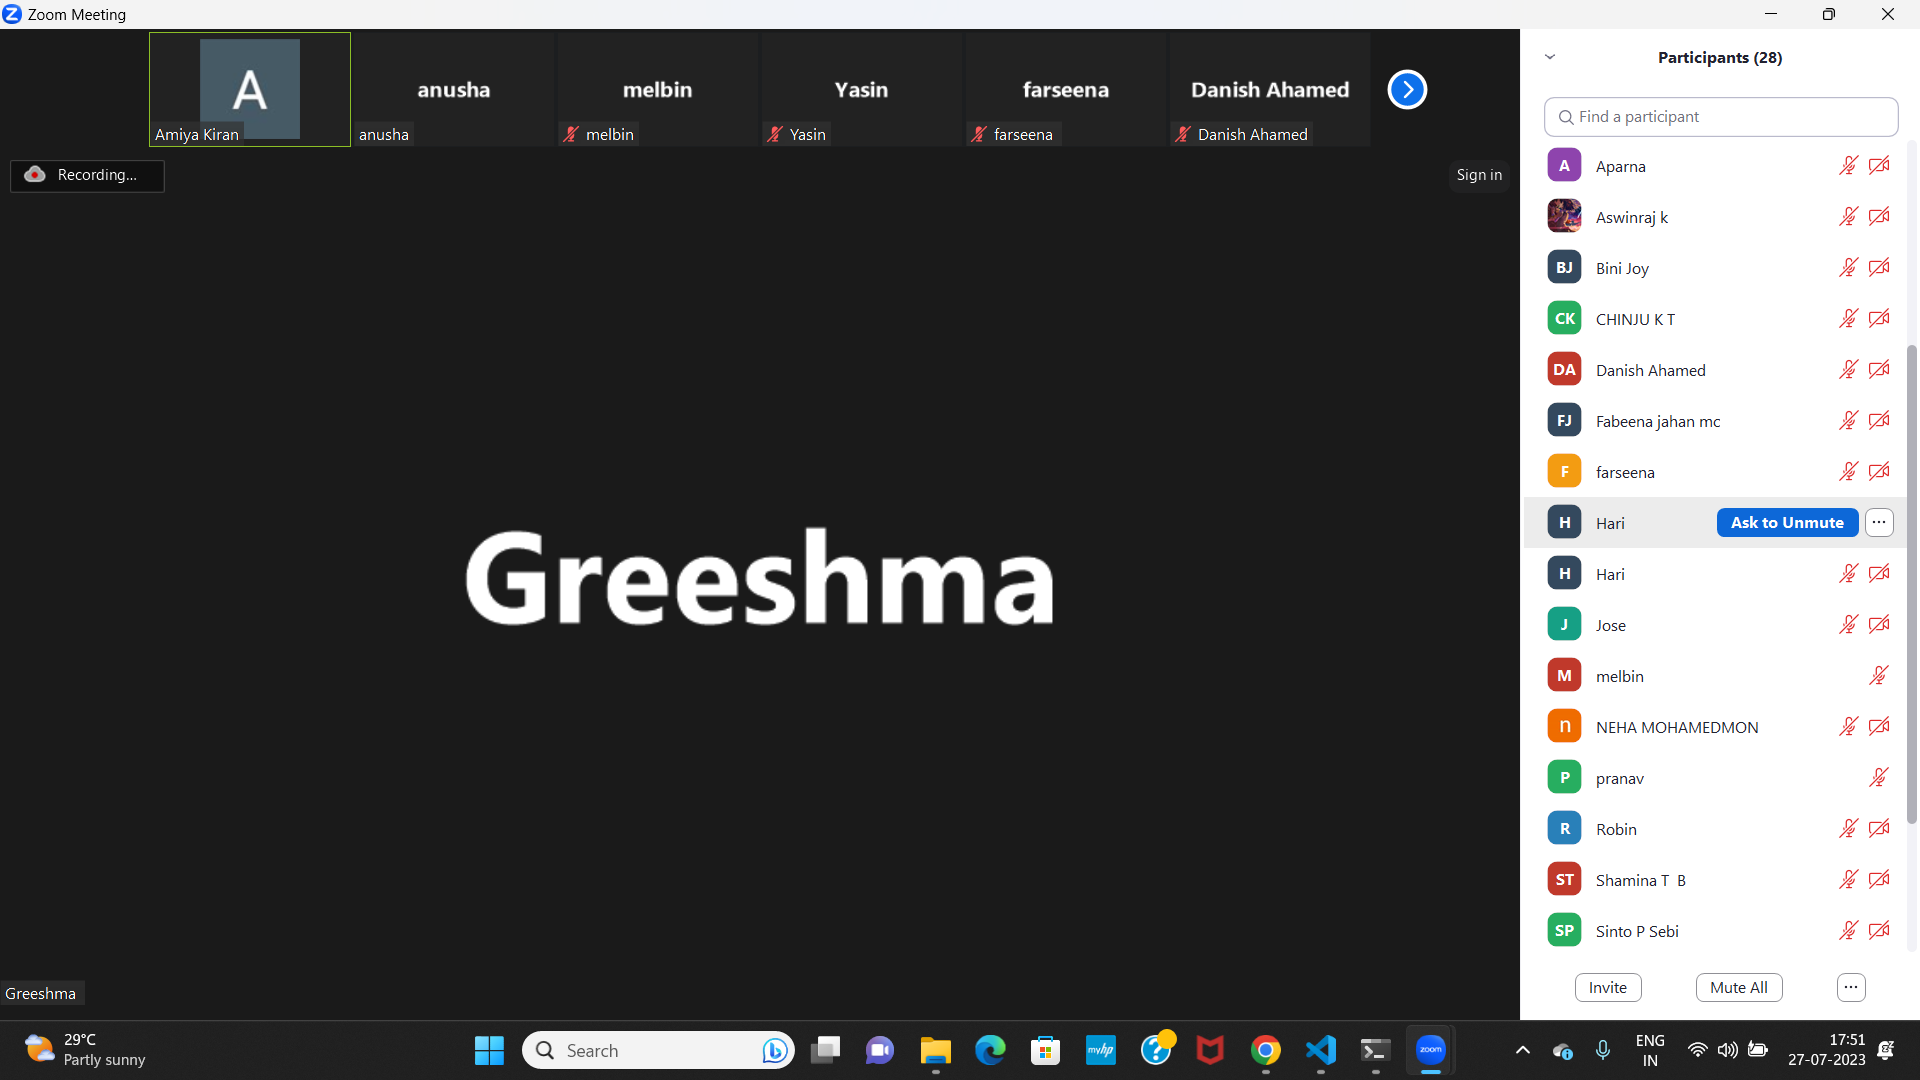 Zoom Meeting
A
Amiya Kiran
anusha
anusha
melbin
melbin
Yasin
Yasin
farseena
farseena
Danish Ahamed
Danish Ahamed
Recording...
Sign in
Greeshma
Greeshma
Participants (28)
Find a participant
A Aparna
Aswinraj k
BJ Bini Joy
CK CHINJU K T
DA Danish Ahamed
FJ Fabeena jahan mc
F farseena
H Hari Ask to Unmute
H Hari
J Jose
M melbin
n NEHA MOHAMEDMON
P pranav
R Robin
ST Shamina T B
SP Sinto P Sebi
Invite Mute All
29°C
Partly sunny
Search
myhp
zoom
ENG
IN
17:51
27-07-2023